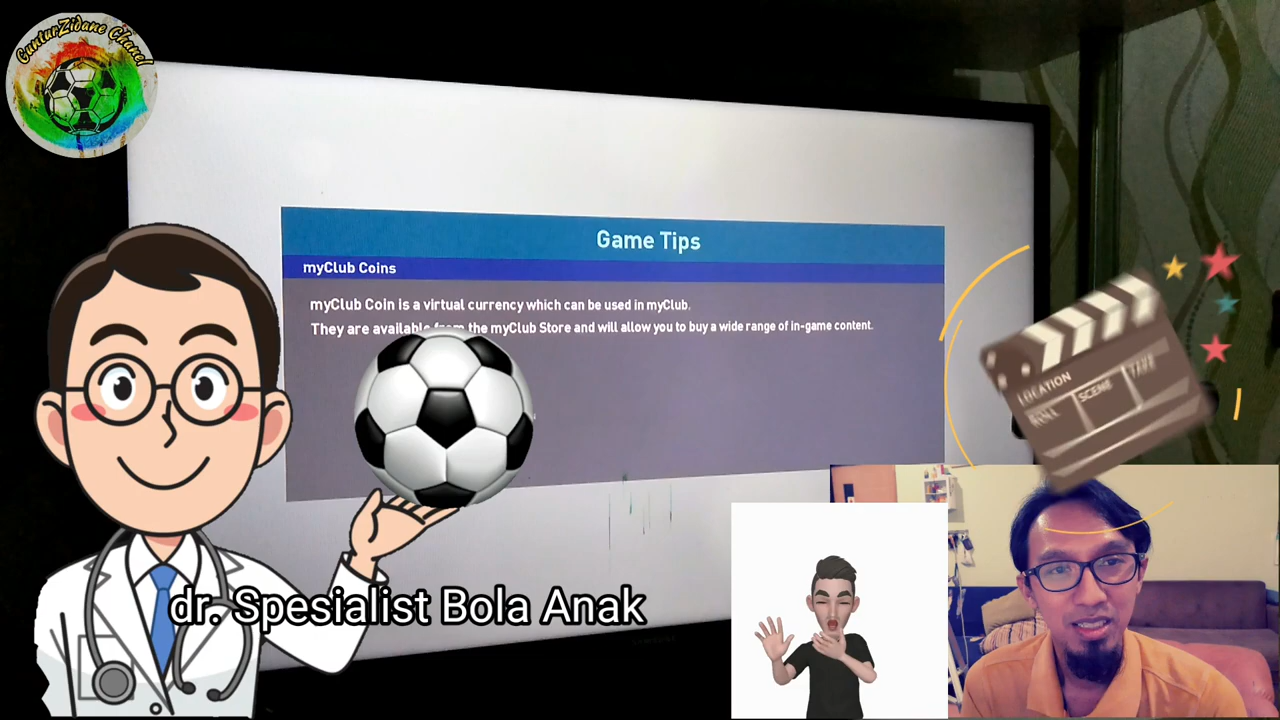 GunturZidane Chanel
Game Tips
myClub Coins
myClub Coin is a virtual currency which can be used in myClub.
They are available from the myClub Store and will allow you to buy a wide range of in-game content.
LOCATION
SCENE
TAKE
dr. Spesialist Bola Anak